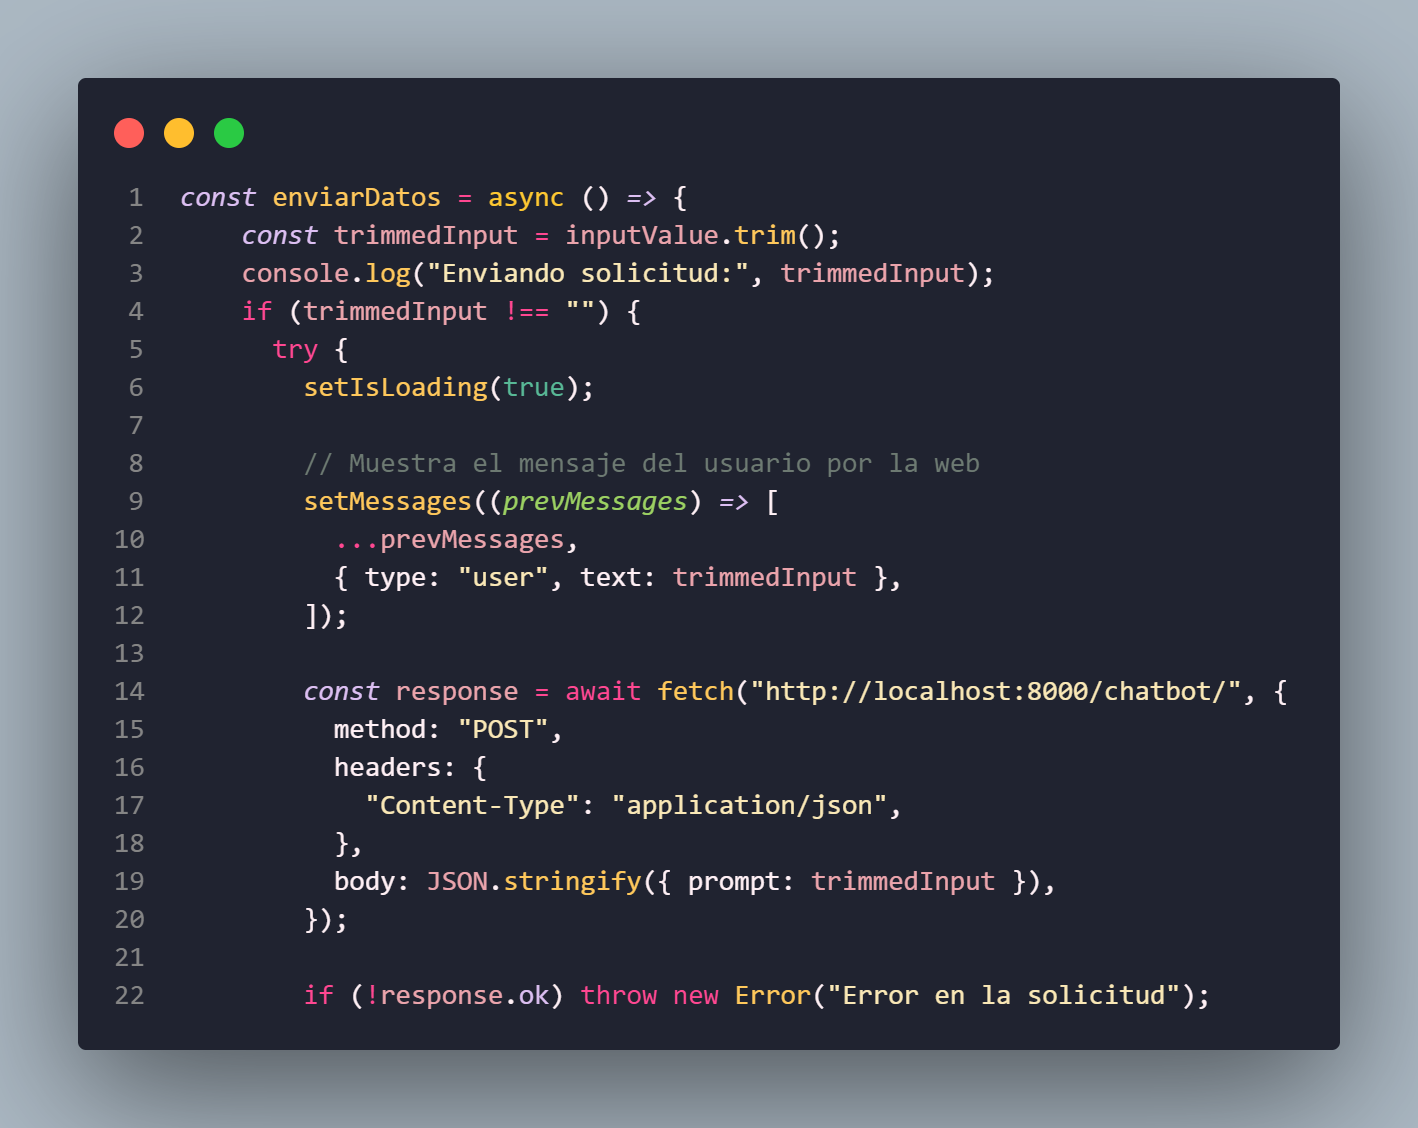 1 const enviarDatos = async () => {
2 const trimmedInput = inputValue.trim();
3 console.log("Enviando solicitud:", trimmedInput);
4 if (trimmedInput !== "") {
5 try {
6 setIsLoading(true);
7
8 // Muestra el mensaje del usuario por la web
9 setMessages((prevMessages) => [
10 ...prevMessages,
11 { type: "user", text: trimmedInput },
12 ]);
13
14 const response = await fetch("http://localhost:8000/chatbot/", {
15 method: "POST",
16 headers: {
17 "Content-Type": "application/json",
18 },
19 body: JSON.stringify({ prompt: trimmedInput }),
20 });
21
22 if (!response.ok) throw new Error("Error en la solicitud");